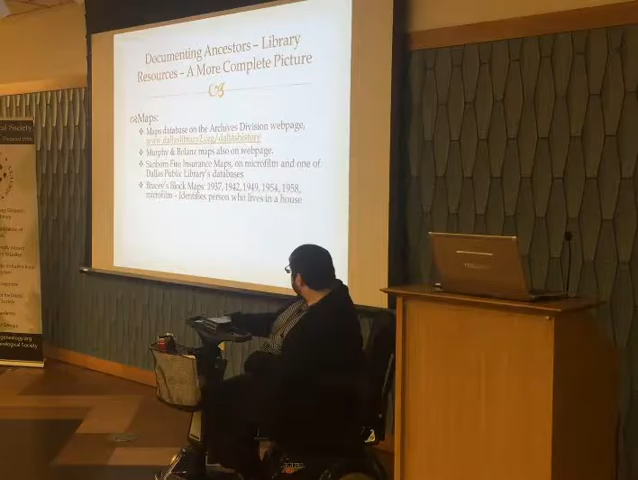 Documenting Ancestors – Library
Resources – A More Complete Picture
Maps:
Maps database on the Archives Division webpage,
www.dallaslibrary2.org/dallashistory
Murphy & Bolanz maps also on webpage.
Sanborn Fire Insurance Maps, on microfilm and one of
Dallas Public Library's databases
Bracey's Block Maps: 1937, 1942, 1949, 1954, 1958,
microfilm – Identifies person who lives in a house
Society